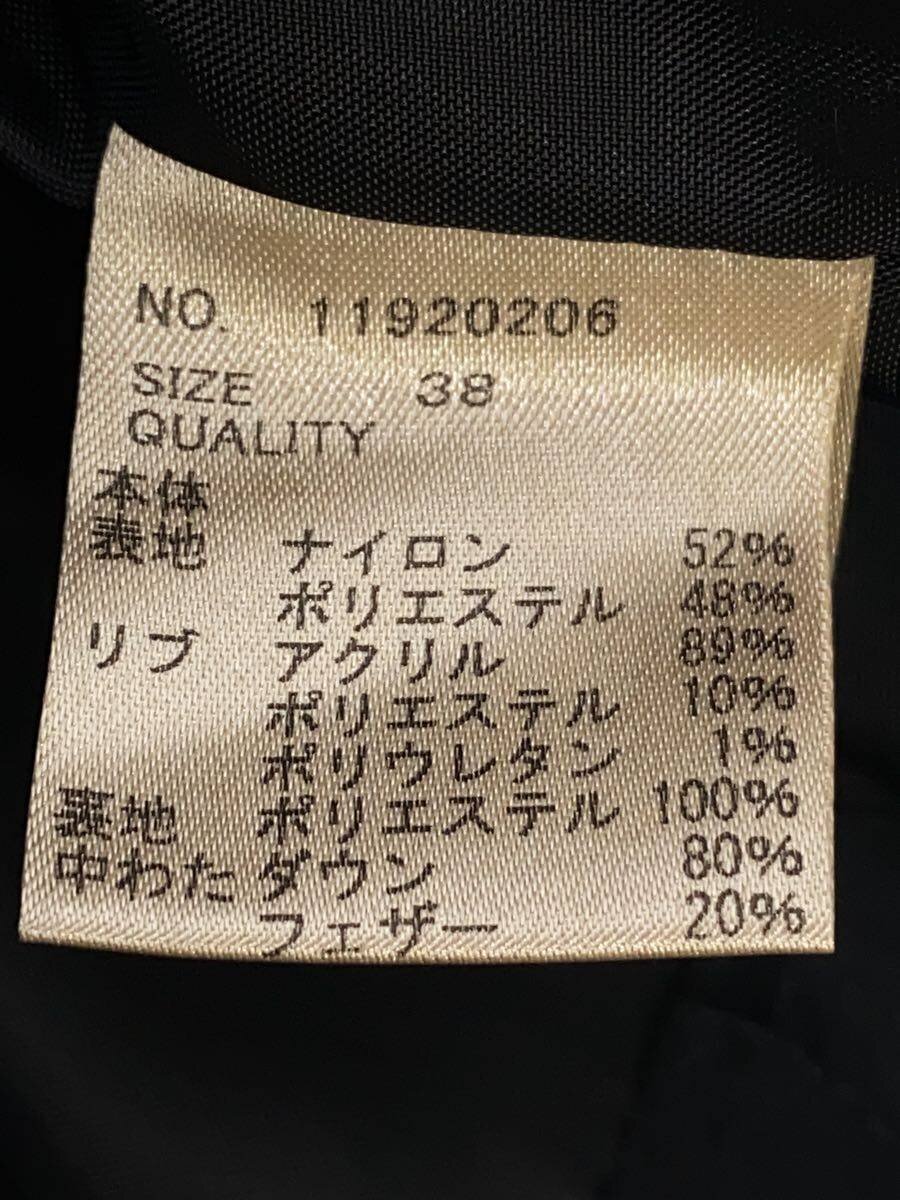 NO. 11920206
SIZE 38
QUALITY
本体
表地 ナイロン 52%
ポリエステル 48%
リブ アクリル 89%
ポリエステル 10%
ポリウレタン 1%
裏地 ポリエステル 100%
中わた ダウン 80%
フェザー 20%